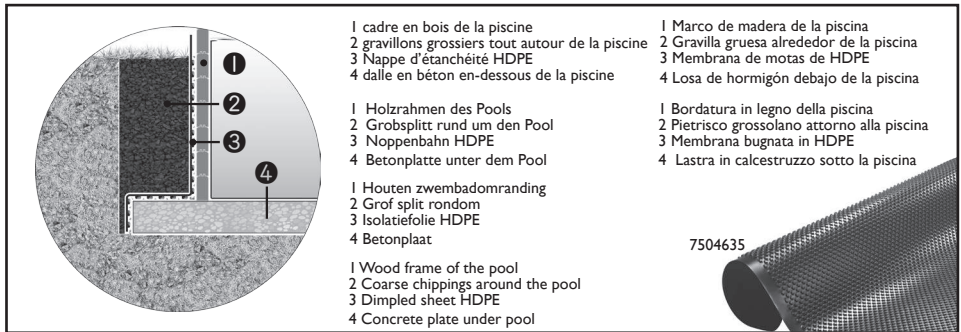 1
2
3
4
1 cadre en bois de la piscine
2 gravillons grossiers tout autour de la piscine
3 Nappe d'étanchéité HDPE
4 dalle en béton en-dessous de la piscine
1 Holzrahmen des Pools
2 Grobsplitt rund um den Pool
3 Noppenbahn HDPE
4 Betonplatte unter dem Pool
1 Houten zwembadomranding
2 Grof split rondom
3 Isolatiefolie HDPE
4 Betonplaat
1 Wood frame of the pool
2 Coarse chippings around the pool
3 Dimpled sheet HDPE
4 Concrete plate under pool
1 Marco de madera de la piscina
2 Gravilla gruesa alrededor de la piscina
3 Membrana de motas de HDPE
4 Losa de hormigón debajo de la piscina
1 Bordatura in legno della piscina
2 Pietrisco grossolano attorno alla piscina
3 Membrana bugnata in HDPE
4 Lastra in calcestruzzo sotto la piscina
7504635